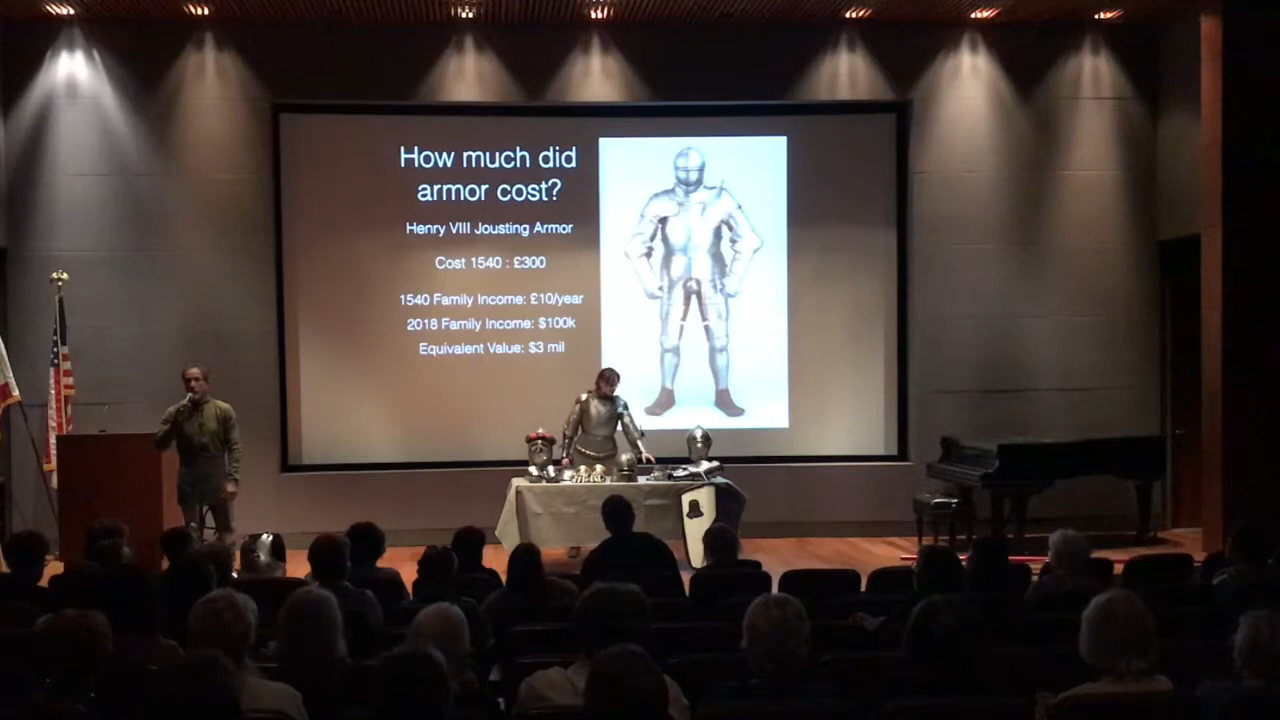 How much did
armor cost?
Henry VIII Jousting Armor
Cost 1540 : £300
1540 Family Income: £10/year
2018 Family Income: $100k
Equivalent Value: $3 mil